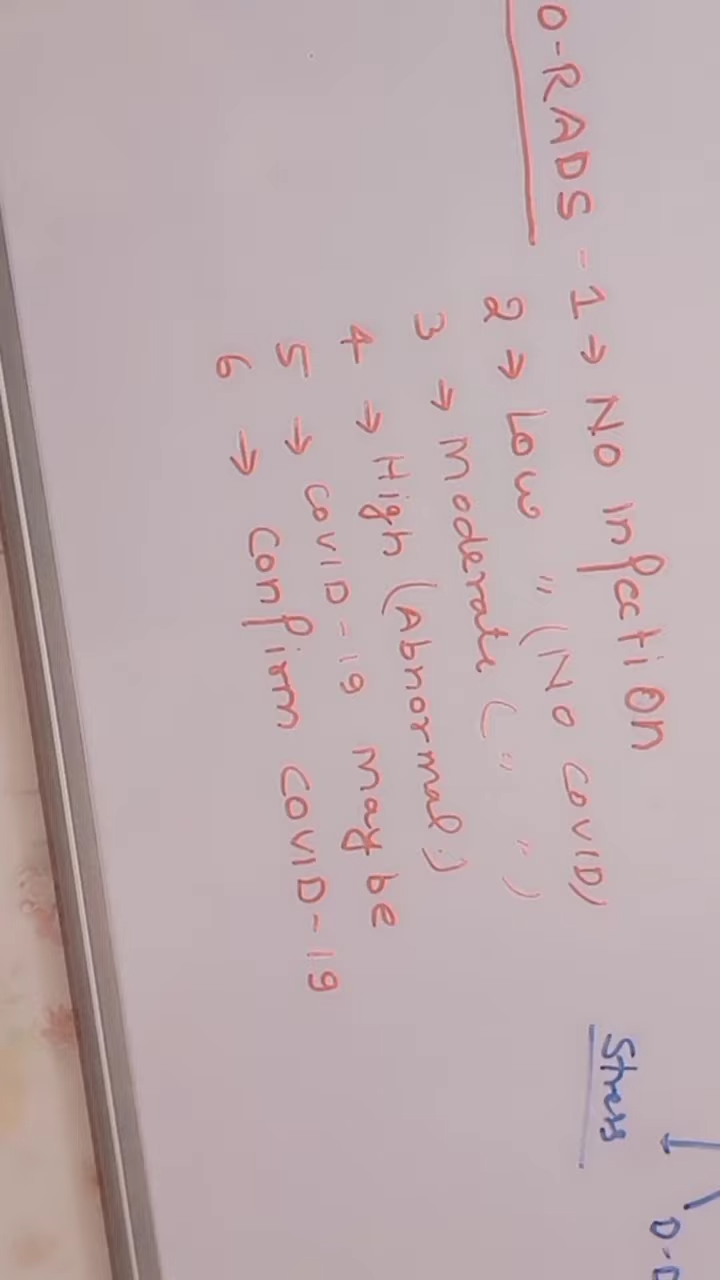 O-RADS - 1 → No Infection
2 → Low " (No COVID)
3 → Moderate ( " " )
4 → High (Abnormal)
5 → COVID-19 may be
6 → Confirm COVID-19
Stress
D-D